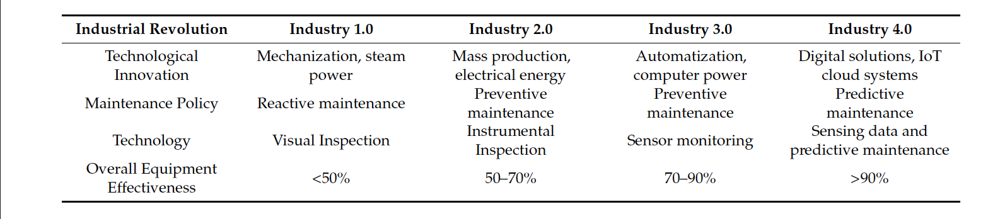 Industrial Revolution Industry 1.0 Industry 2.0 Industry 3.0 Industry 4.0
Technological Innovation Mechanization, steam power Mass production, electrical energy Automatization, computer power Digital solutions, IoT cloud systems
Maintenance Policy Reactive maintenance Preventive maintenance Preventive maintenance Predictive maintenance
Technology Visual Inspection Instrumental Inspection Sensor monitoring Sensing data and predictive maintenance
Overall Equipment Effectiveness <50% 50–70% 70–90% >90%